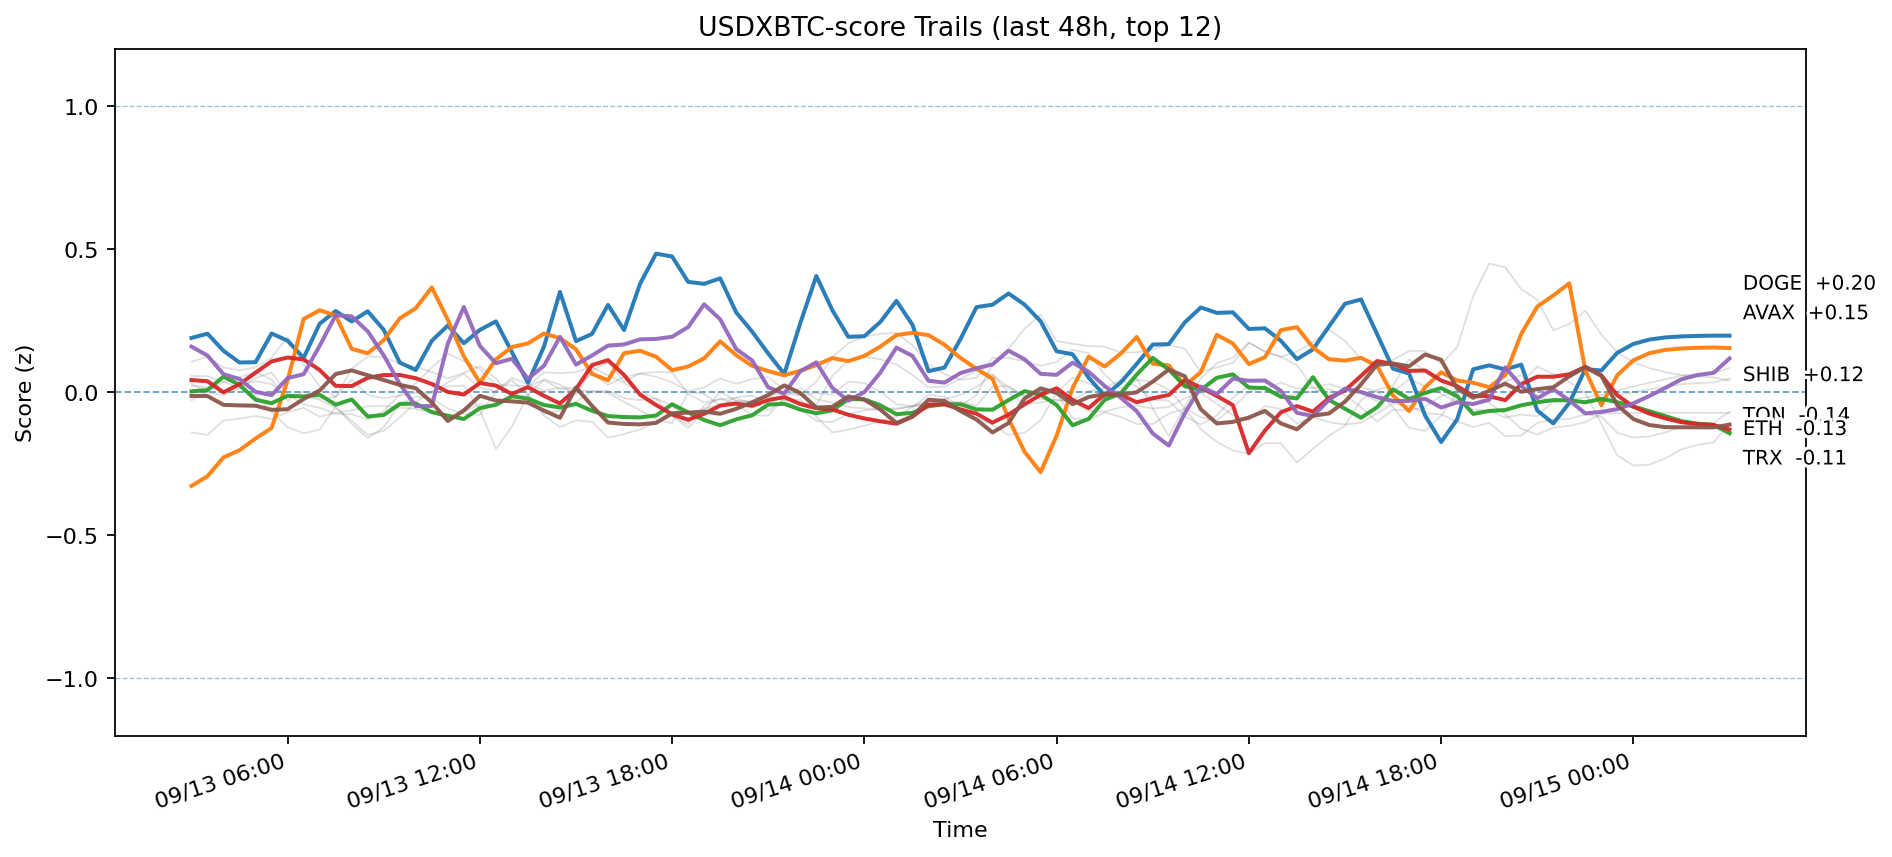 USDXBTC-score Trails (last 48h, top 12)
Score (z)
1.0
0.5
0.0
−0.5
−1.0
DOGE +0.20
AVAX +0.15
SHIB +0.12
TON -0.14
ETH -0.13
TRX -0.11
09/13 06:00
09/13 12:00
09/13 18:00
09/14 00:00
09/14 06:00
09/14 12:00
09/14 18:00
09/15 00:00
Time